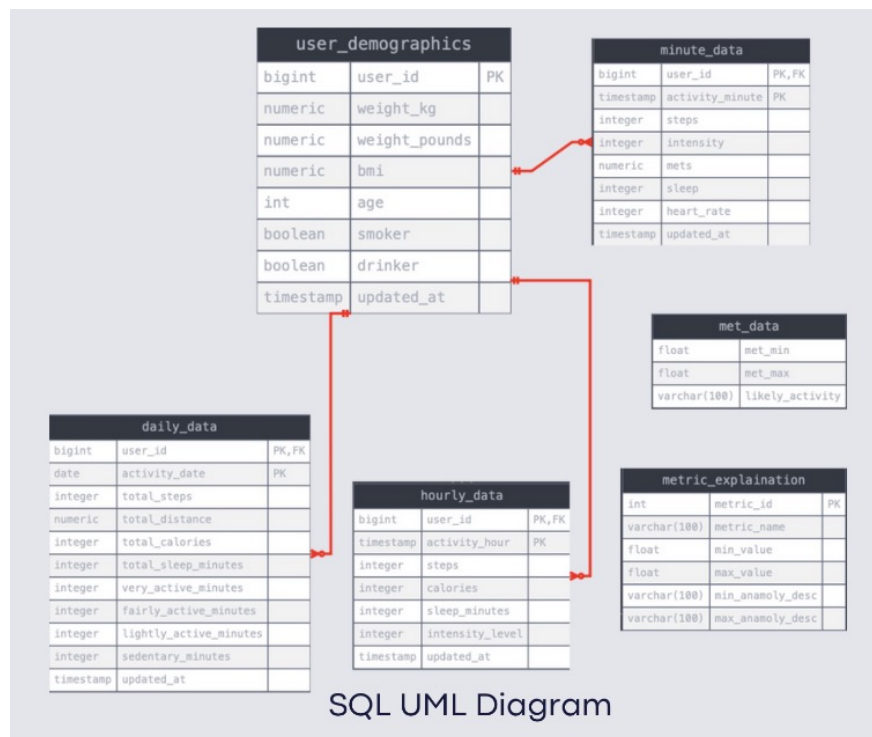 user_demographics
bigint user_id PK
numeric weight_kg
numeric weight_pounds
numeric bmi
int age
boolean smoker
boolean drinker
timestamp updated_at
minute_data
bigint user_id PK,FK
timestamp activity_minute PK
integer steps
integer intensity
numeric mets
integer sleep
integer heart_rate
timestamp updated_at
met_data
float met_min
float met_max
varchar(100) likely_activity
daily_data
bigint user_id PK,FK
date activity_date PK
integer total_steps
numeric total_distance
integer total_calories
integer total_sleep_minutes
integer very_active_minutes
integer fairly_active_minutes
integer lightly_active_minutes
integer sedentary_minutes
timestamp updated_at
hourly_data
bigint user_id PK,FK
timestamp activity_hour PK
integer steps
integer calories
integer sleep_minutes
integer intensity_level
timestamp updated_at
metric_explaination
int metric_id PK
varchar(100) metric_name
float min_value
float max_value
varchar(100) min_anamoly_desc
varchar(100) max_anamoly_desc
SQL UML Diagram